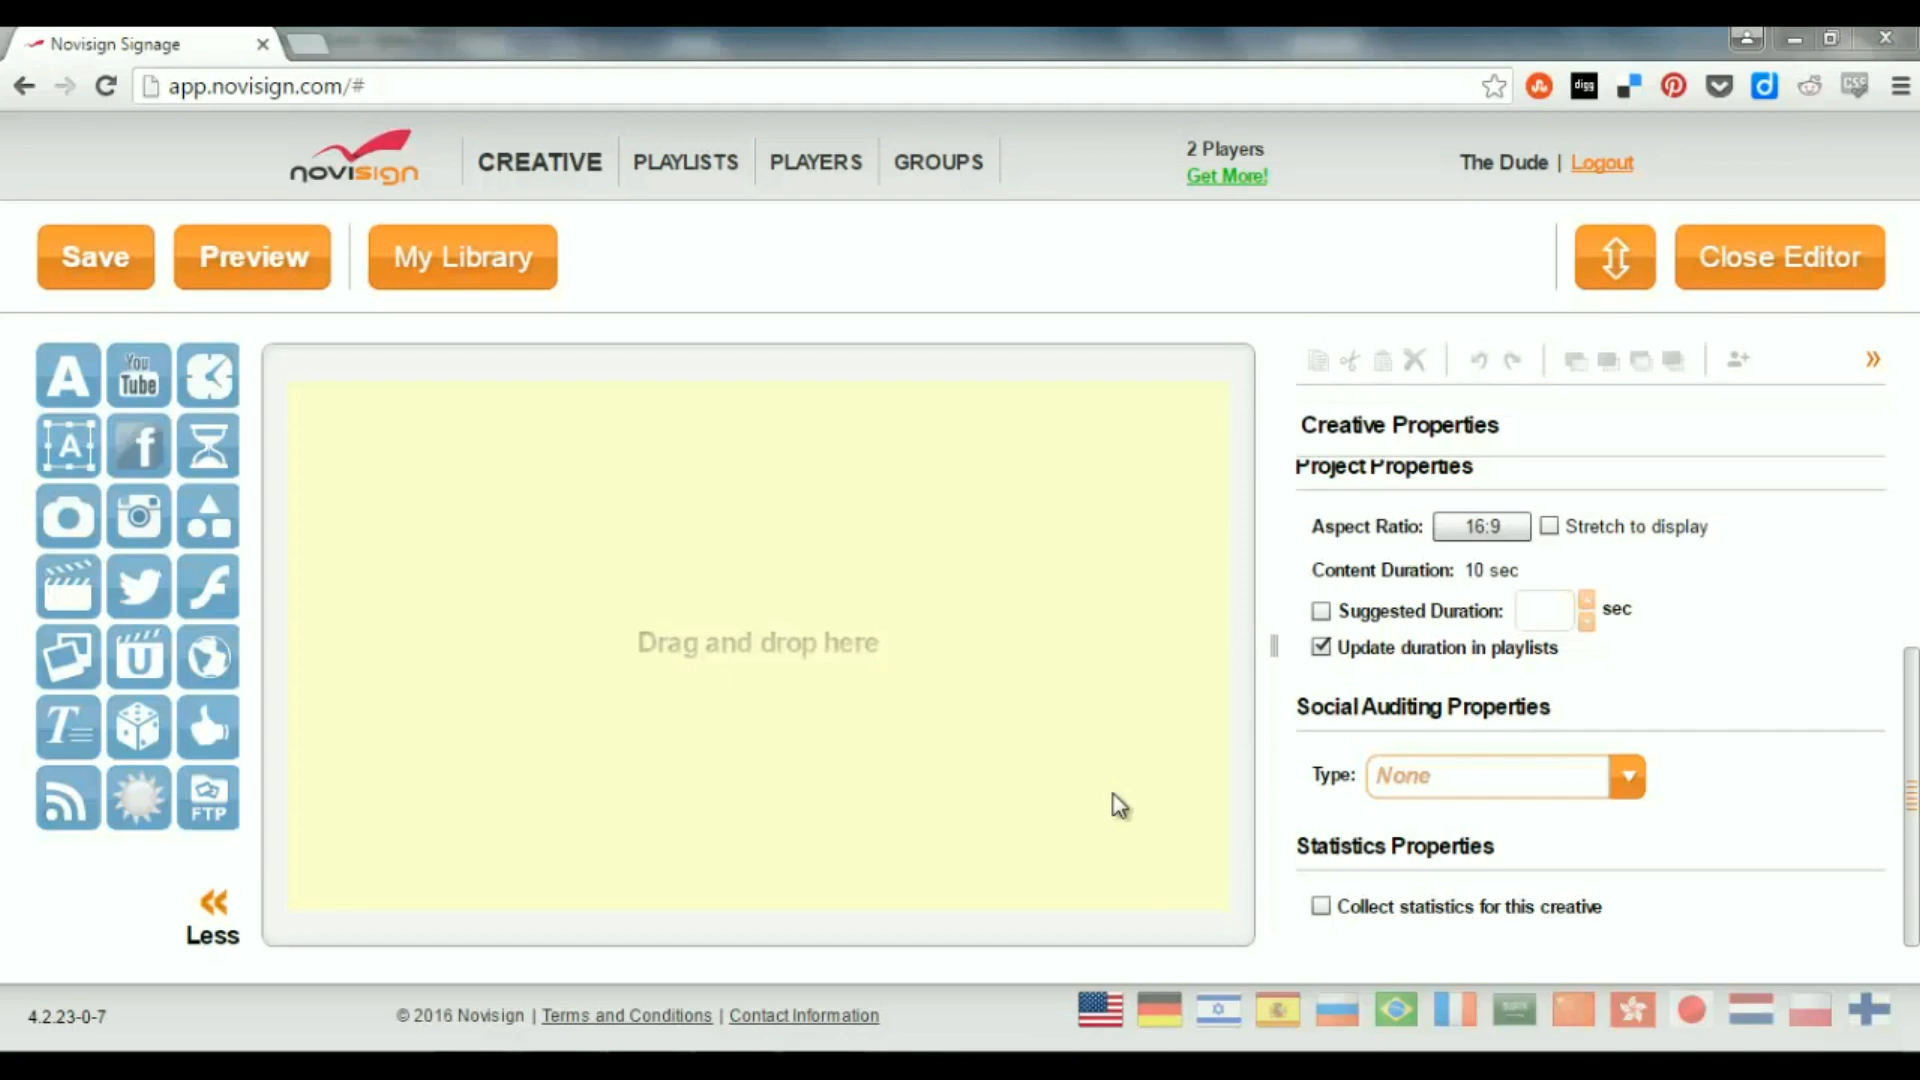 Novisign Signage
app.novisign.com/#
digg
CSS
novisign
CREATIVE
PLAYLISTS
PLAYERS
GROUPS
2 Players
Get More!
The Dude | Logout
Save
Preview
My Library
Close Editor
A
You
Tube
A
f
U
T
FTP
Less
Drag and drop here
Creative Properties
Project Properties
Aspect Ratio: 16:9 Stretch to display
Content Duration: 10 sec
Suggested Duration: sec
Update duration in playlists
Social Auditing Properties
Type: None
Statistics Properties
Collect statistics for this creative
4.2.23-0-7
© 2016 Novisign | Terms and Conditions | Contact Information